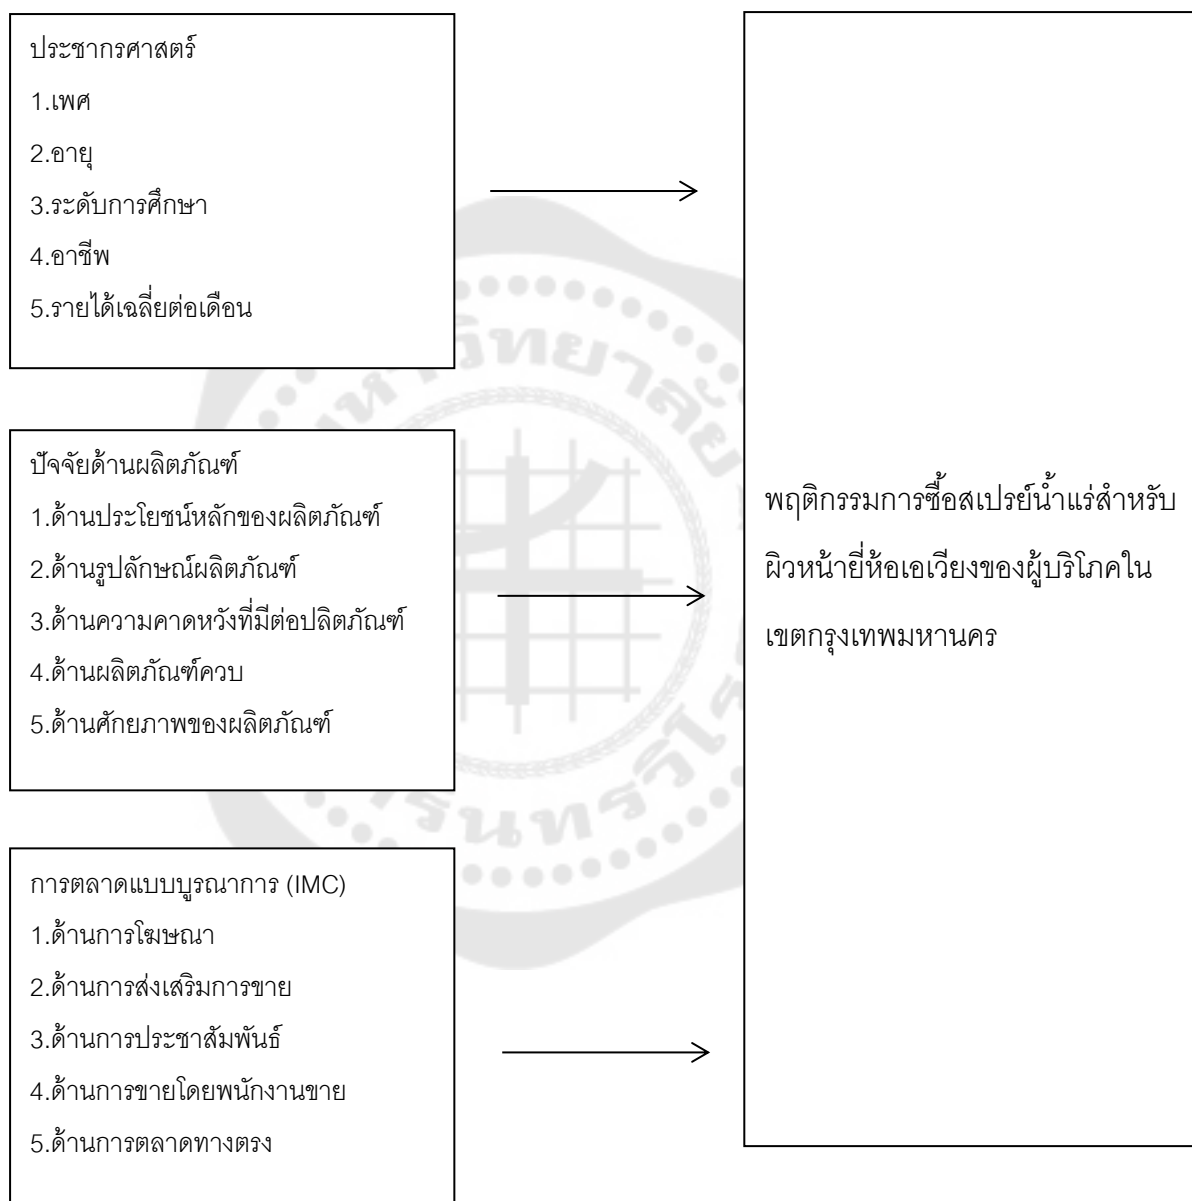 ประชากรศาสตร์
1.เพศ
2.อายุ
3.ระดับการศึกษา
4.อาชีพ
5.รายได้เฉลี่ยต่อเดือน
ปัจจัยด้านผลิตภัณฑ์
1.ด้านประโยชน์หลักของผลิตภัณฑ์
2.ด้านรูปลักษณ์ผลิตภัณฑ์
3.ด้านความคาดหวังที่มีต่อปลิตภัณฑ์
4.ด้านผลิตภัณฑ์ควบ
5.ด้านศักยภาพของผลิตภัณฑ์
การตลาดแบบบูรณาการ (IMC)
1.ด้านการโฆษณา
2.ด้านการส่งเสริมการขาย
3.ด้านการประชาสัมพันธ์
4.ด้านการขายโดยพนักงานขาย
5.ด้านการตลาดทางตรง
พฤติกรรมการซื้อสเปรย์น้ำแร่สำหรับ
ผิวหน้ายี่ห้อเอเวียงของผู้บริโภคใน
เขตกรุงเทพมหานคร